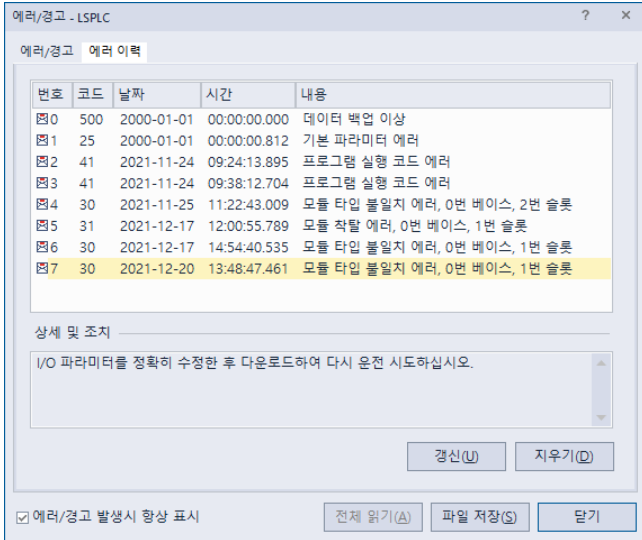 에러/경고 - LSPLC ? ×
에러/경고 에러 이력
번호 코드 날짜 시간 내용
0 500 2000-01-01 00:00:00.000 데이터 백업 이상
1 25 2000-01-01 00:00:00.812 기본 파라미터 에러
2 41 2021-11-24 09:24:13.895 프로그램 실행 코드 에러
3 41 2021-11-24 09:38:12.704 프로그램 실행 코드 에러
4 30 2021-11-25 11:22:43.009 모듈 타입 불일치 에러, 0번 베이스, 2번 슬롯
5 31 2021-12-17 12:00:55.789 모듈 착탈 에러, 0번 베이스, 1번 슬롯
6 30 2021-12-17 14:54:40.535 모듈 타입 불일치 에러, 0번 베이스, 1번 슬롯
7 30 2021-12-20 13:48:47.461 모듈 타입 불일치 에러, 0번 베이스, 1번 슬롯
상세 및 조치
I/O 파라미터를 정확히 수정한 후 다운로드하여 다시 운전 시도하십시오.
갱신(U) 지우기(D)
에러/경고 발생시 항상 표시 전체 읽기(A) 파일 저장(S) 닫기